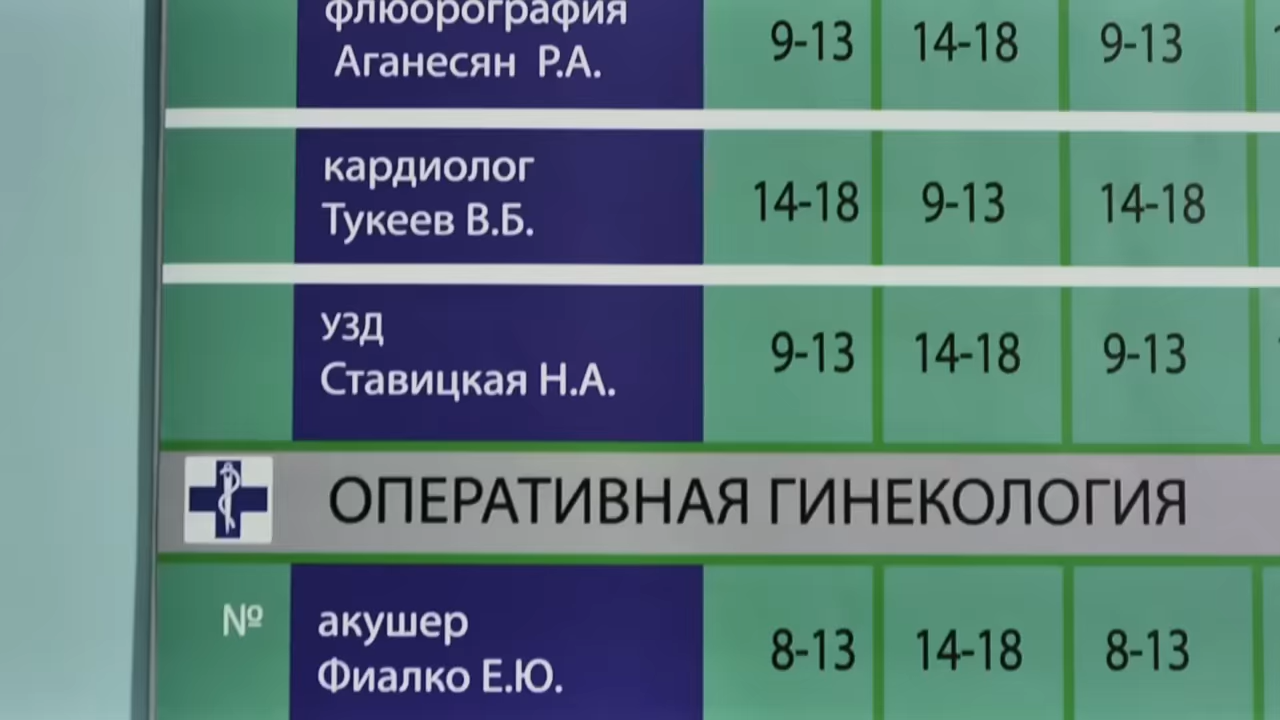 флюорография
Аганесян Р.А. 9-13 14-18 9-13
кардиолог
Тукеев В.Б. 14-18 9-13 14-18
УЗД
Ставицкая Н.А. 9-13 14-18 9-13
ОПЕРАТИВНАЯ ГИНЕКОЛОГИЯ
№ акушер
Фиалко Е.Ю. 8-13 14-18 8-13